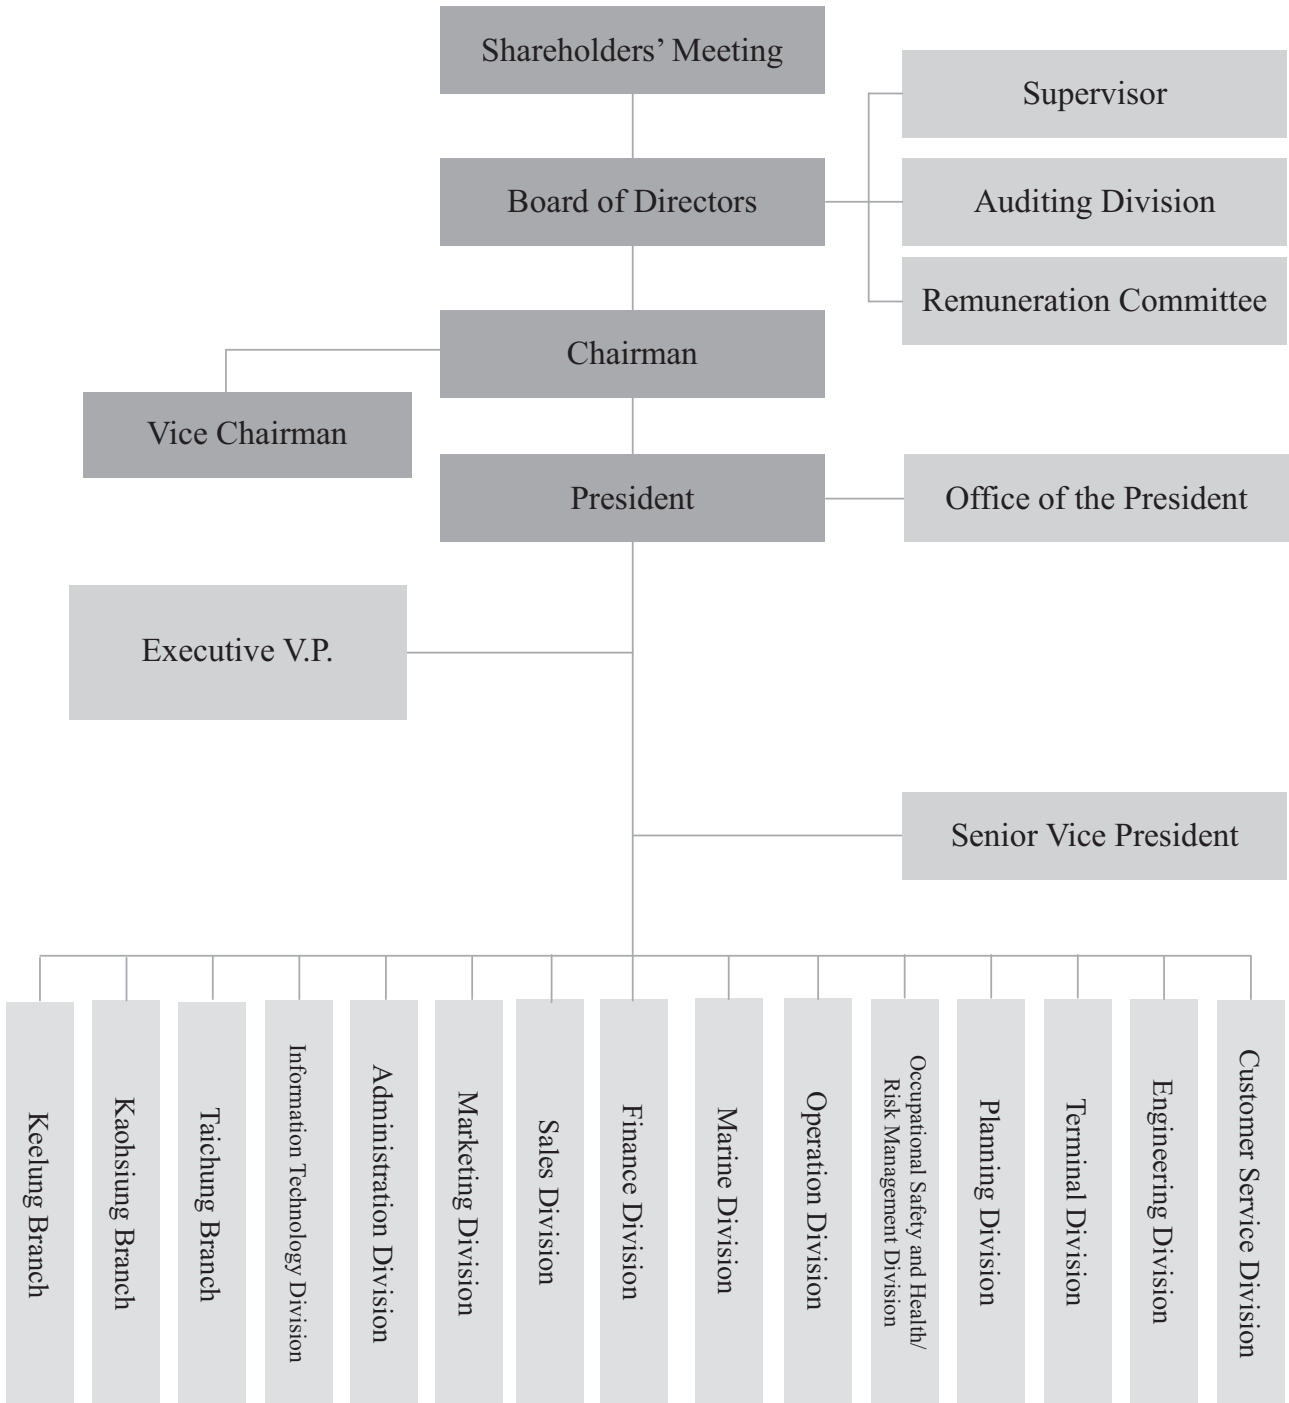 Shareholders’ Meeting
Supervisor
Board of Directors
Auditing Division
Remuneration Committee
Chairman
Vice Chairman
President
Office of the President
Executive V.P.
Senior Vice President
Keelung Branch
Kaohsiung Branch
Taichung Branch
Information Technology Division
Administration Division
Marketing Division
Sales Division
Finance Division
Marine Division
Operation Division
Occupational Safety and Health/
Risk Management Division
Planning Division
Terminal Division
Engineering Division
Customer Service Division